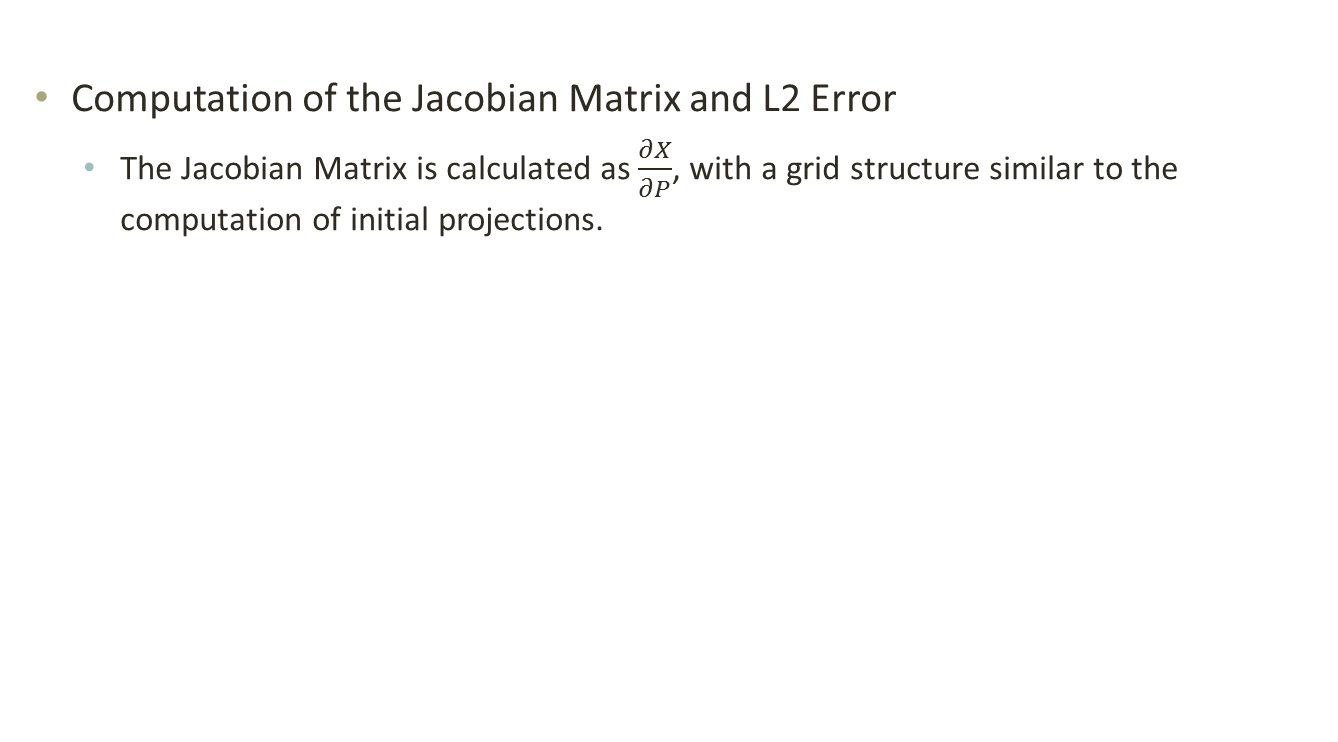 • Computation of the Jacobian Matrix and L2 Error
• The Jacobian Matrix is calculated as ∂X/∂P, with a grid structure similar to the
computation of initial projections.